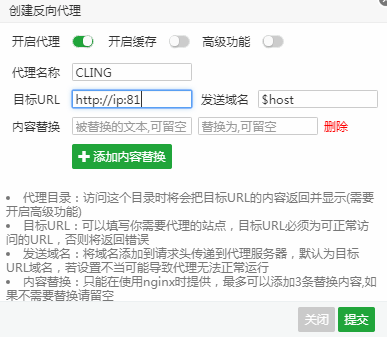 创建反向代理
开启代理 开启缓存 高级功能
代理名称 CLING
目标URL http://ip:81 发送域名 $host
内容替换 被替换的文本,可留空 替换为,可留空 删除
+ 添加内容替换
• 代理目录：访问这个目录时将会把目标URL的内容返回并显示(需要
开启高级功能)
• 目标URL：可以填写你需要代理的站点，目标URL必须为可正常访
问的URL，否则将返回错误
• 发送域名：将域名添加到请求头传递到代理服务器，默认为目标
URL域名，若设置不当可能导致代理无法正常运行
• 内容替换：只能在使用nginx时提供，最多可以添加3条替换内容,如
果不需要替换请留空
关闭 提交